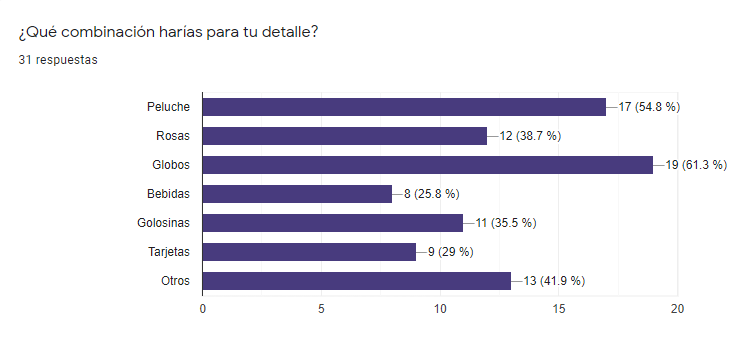 ¿Qué combinación harías para tu detalle?
31 respuestas
Peluche 17 (54.8 %)
Rosas 12 (38.7 %)
Globos 19 (61.3 %)
Bebidas 8 (25.8 %)
Golosinas 11 (35.5 %)
Tarjetas 9 (29 %)
Otros 13 (41.9 %)
0 5 10 15 20